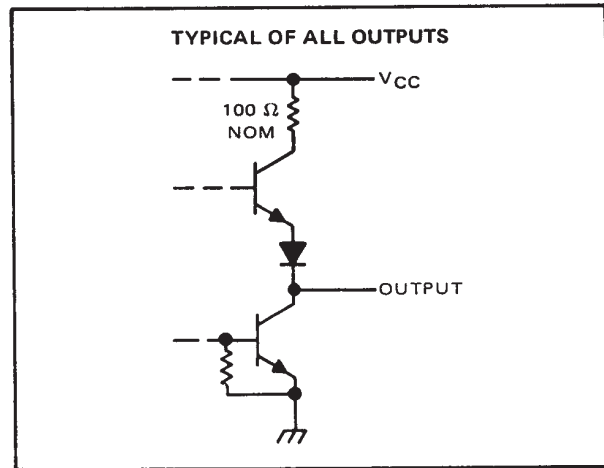 TYPICAL OF ALL OUTPUTS
VCC
100 Ω
NOM
OUTPUT